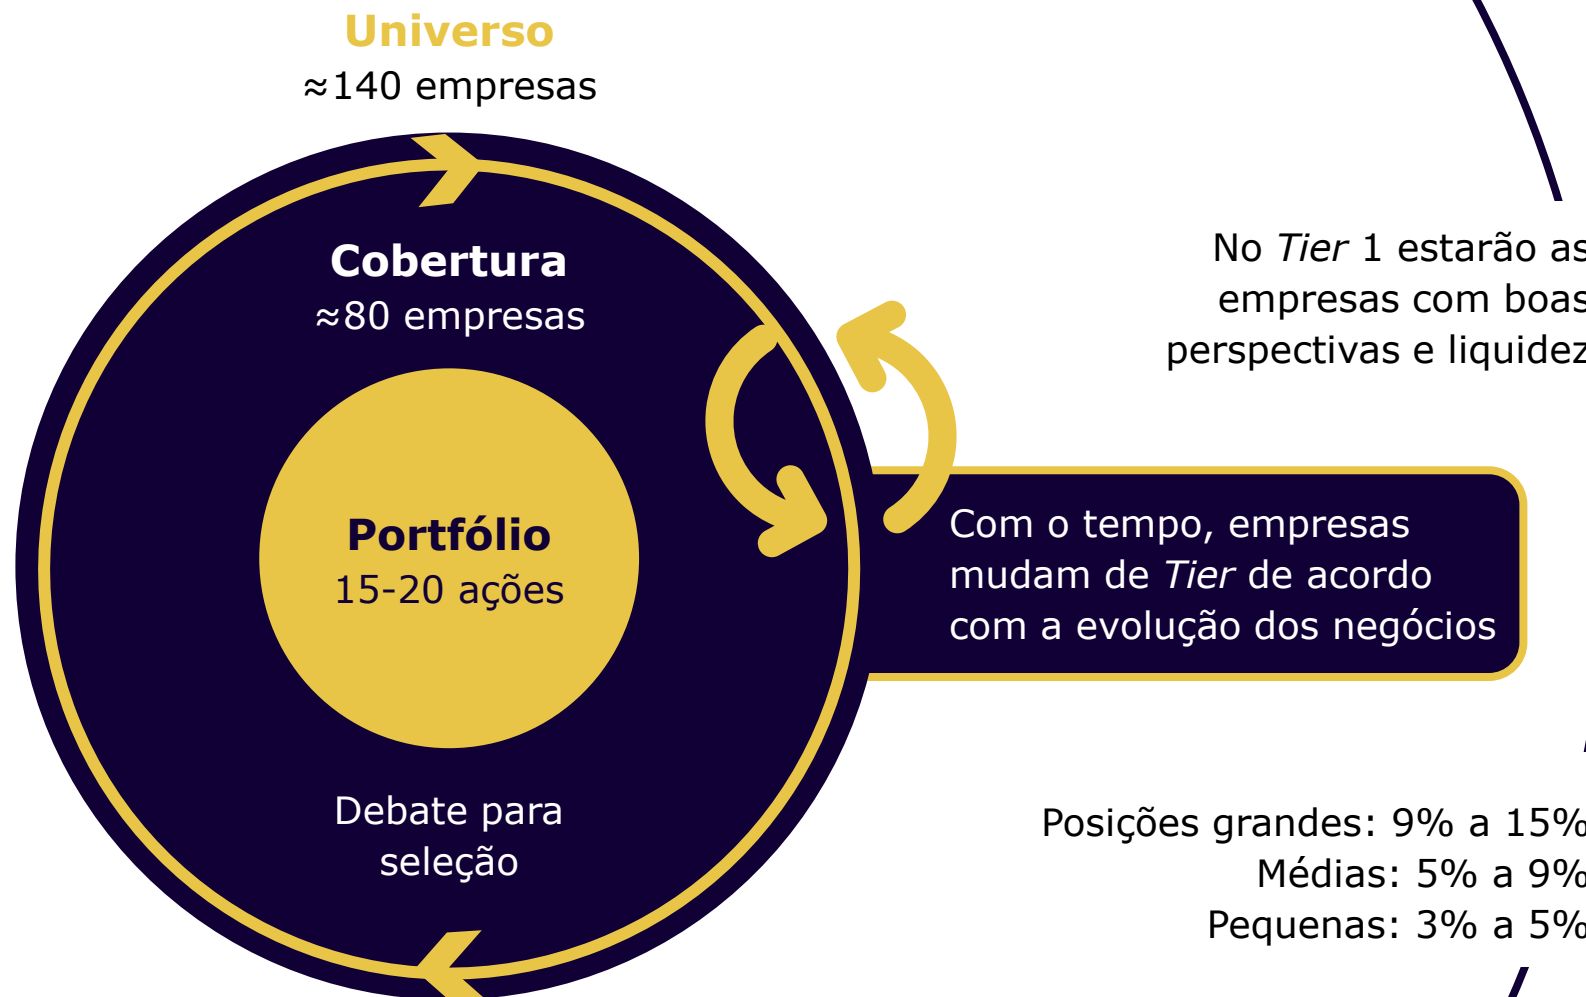 Universo
≈140 empresas
Cobertura
≈80 empresas
Portfólio
15-20 ações
Debate para
seleção
No Tier 1 estarão as
empresas com boas
perspectivas e liquidez
Com o tempo, empresas
mudam de Tier de acordo
com a evolução dos negócios
Posições grandes: 9% a 15%
Médias: 5% a 9%
Pequenas: 3% a 5%